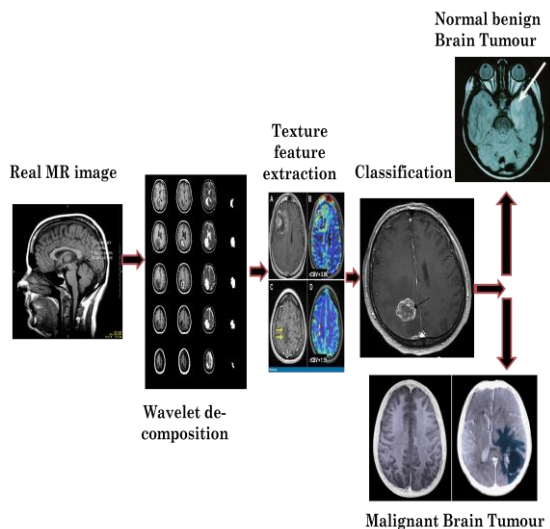 Normal benign
Brain Tumour
Texture
feature
extraction
Classification
Real MR image
A
B
C
D
Wavelet de-
composition
Malignant Brain Tumour